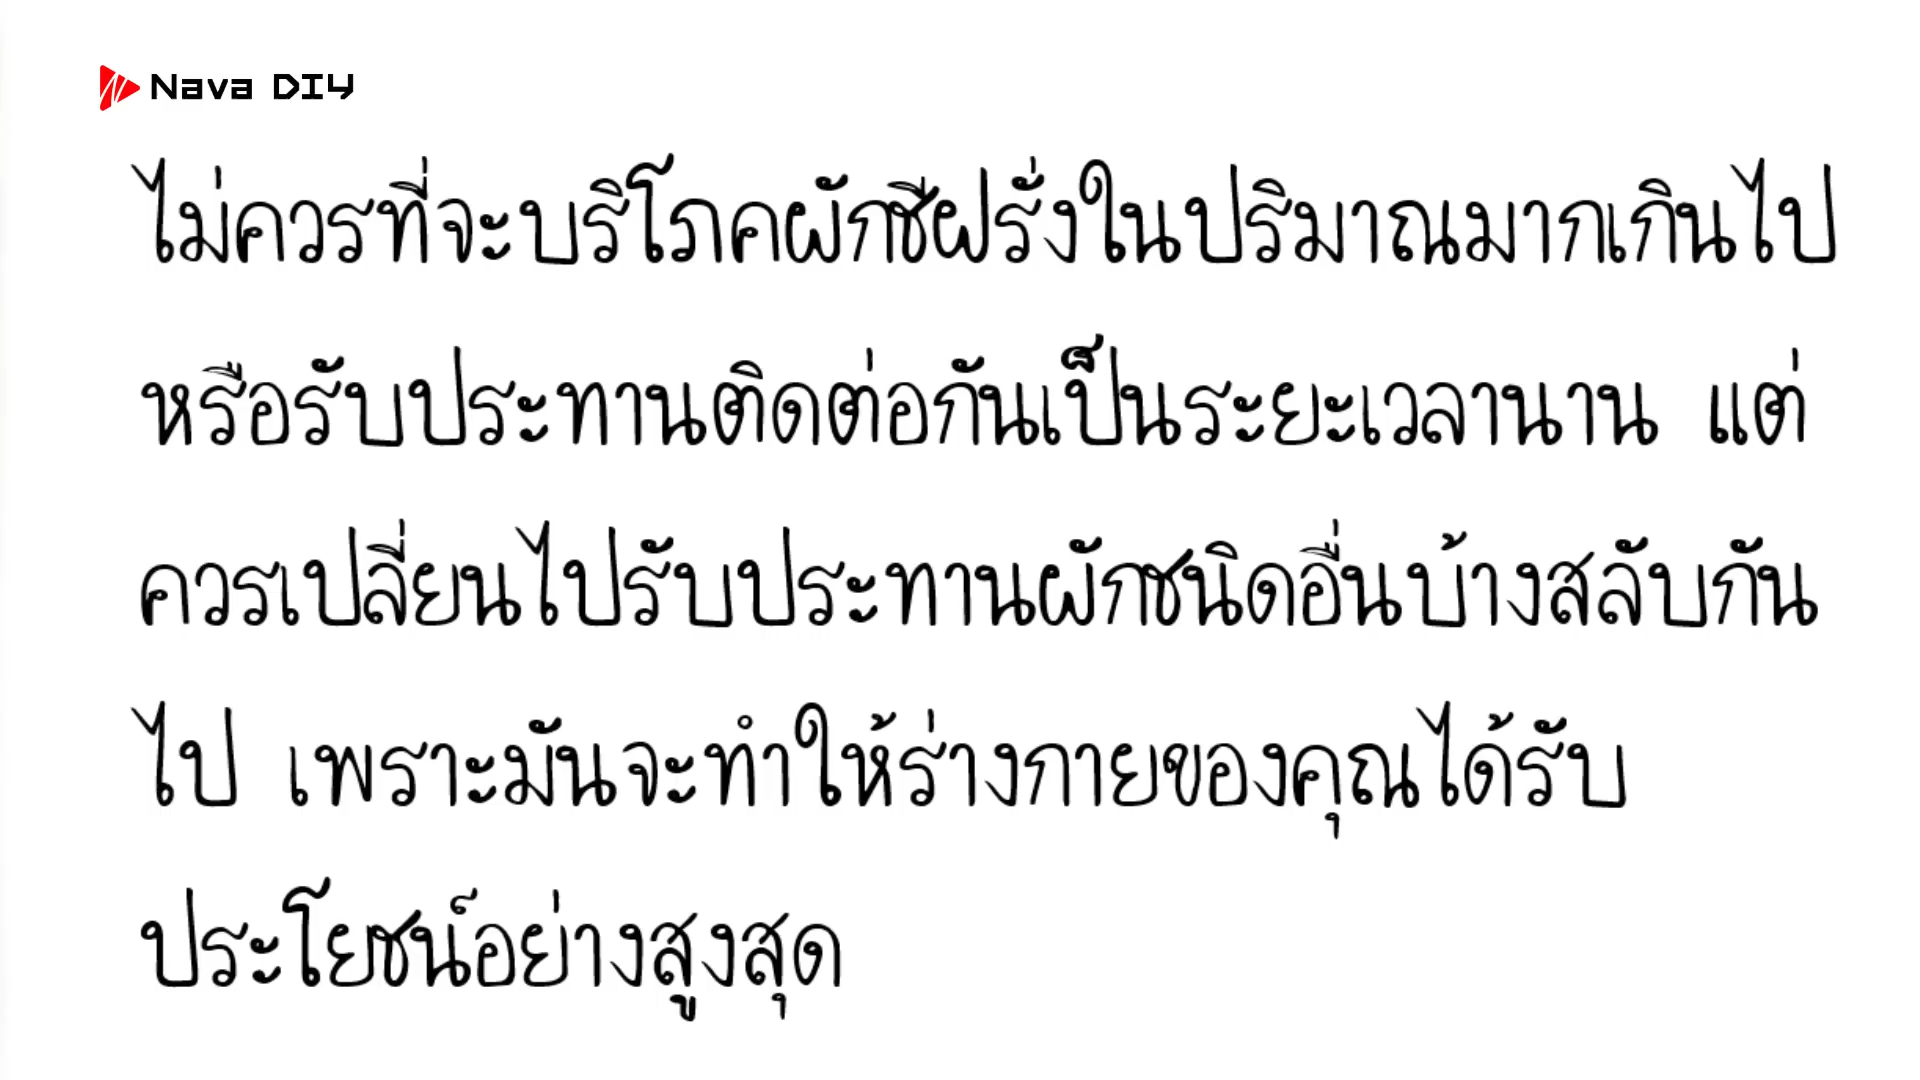 Nava DIY
ไม่ควรที่จะบริโภคผักชีฝรั่งในปริมาณมากเกินไป
หรือรับประทานติดต่อกันเป็นระยะเวลานาน แต่
ควรเปลี่ยนไปรับประทานผักชนิดอื่นบ้างสลับกัน
ไป เพราะมันจะทำให้ร่างกายของคุณได้รับ
ประโยชน์อย่างสูงสุด